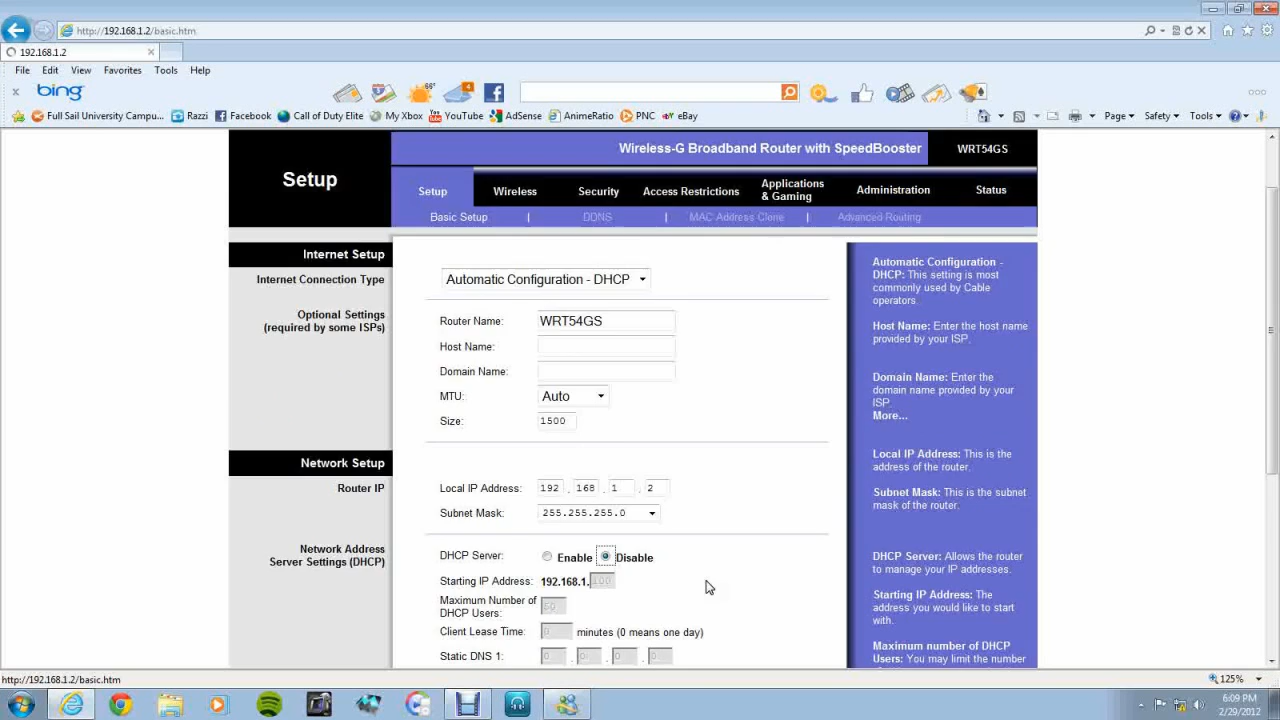 http://192.168.1.2/basic.htm
192.168.1.2
File Edit View Favorites Tools Help
bing 66° 4
Full Sail University Campu... Razzi Facebook Call of Duty Elite My Xbox YouTube AdSense AnimeRatio PNC eBay Page Safety Tools
Wireless-G Broadband Router with SpeedBooster WRT54GS
Setup
Setup Wireless Security Access Restrictions Applications & Gaming Administration Status
Basic Setup | DDNS | MAC Address Clone | Advanced Routing
Internet Setup
Internet Connection Type Automatic Configuration - DHCP
Optional Settings
(required by some ISPs)
Router Name: WRT54GS
Host Name:
Domain Name:
MTU: Auto
Size: 1500
Network Setup
Router IP
Local IP Address: 192 . 168 . 1 . 2
Subnet Mask: 255.255.255.0
Network Address
Server Settings (DHCP)
DHCP Server: Enable Disable
Starting IP Address: 192.168.1. 100
Maximum Number of
DHCP Users: 50
Client Lease Time: 0 minutes (0 means one day)
Static DNS 1: 0 . 0 . 0 . 0
Automatic Configuration -
DHCP: This setting is most
commonly used by Cable
operators.
Host Name: Enter the host name
provided by your ISP.
Domain Name: Enter the
domain name provided by your
ISP.
More...
Local IP Address: This is the
address of the router.
Subnet Mask: This is the subnet
mask of the router.
DHCP Server: Allows the router
to manage your IP addresses.
Starting IP Address: The
address you would like to start
with.
Maximum number of DHCP
Users: You may limit the number
http://192.168.1.2/basic.htm 125%
6:09 PM
2/29/2012